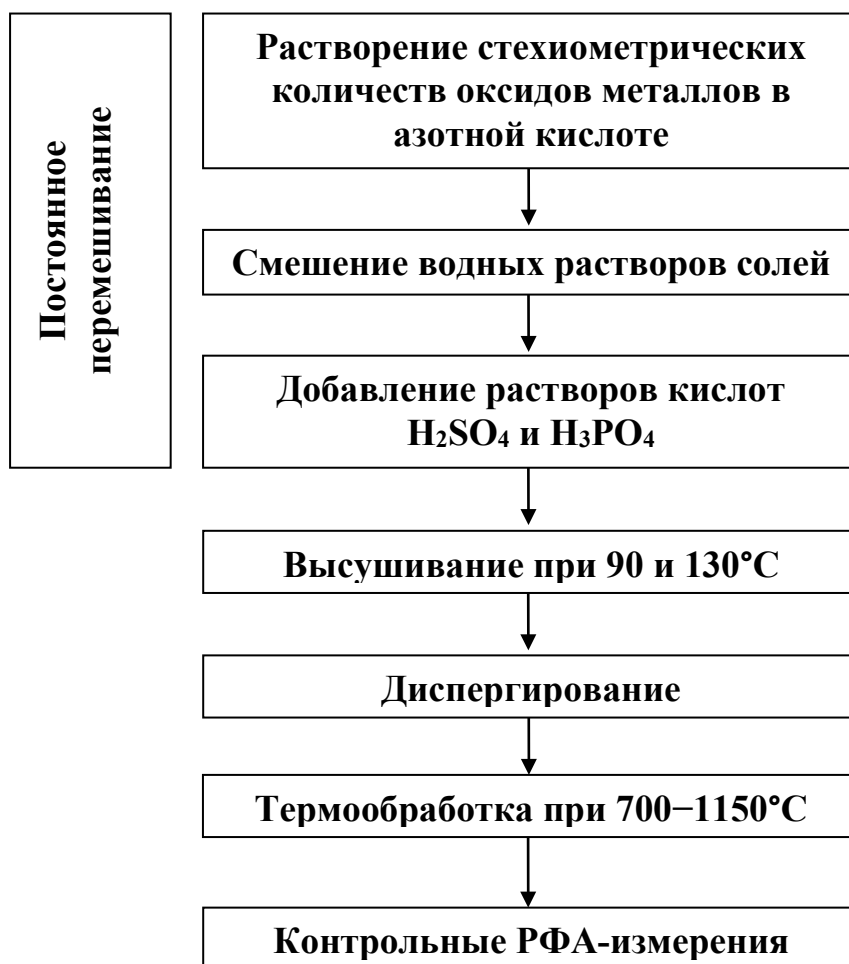 Постоянное
перемешивание
Растворение стехиометрических
количеств оксидов металлов в
азотной кислоте
Смешение водных растворов солей
Добавление растворов кислот
H₂SO₄ и H₃PO₄
Высушивание при 90 и 130°C
Диспергирование
Термообработка при 700−1150°C
Контрольные РФА-измерения